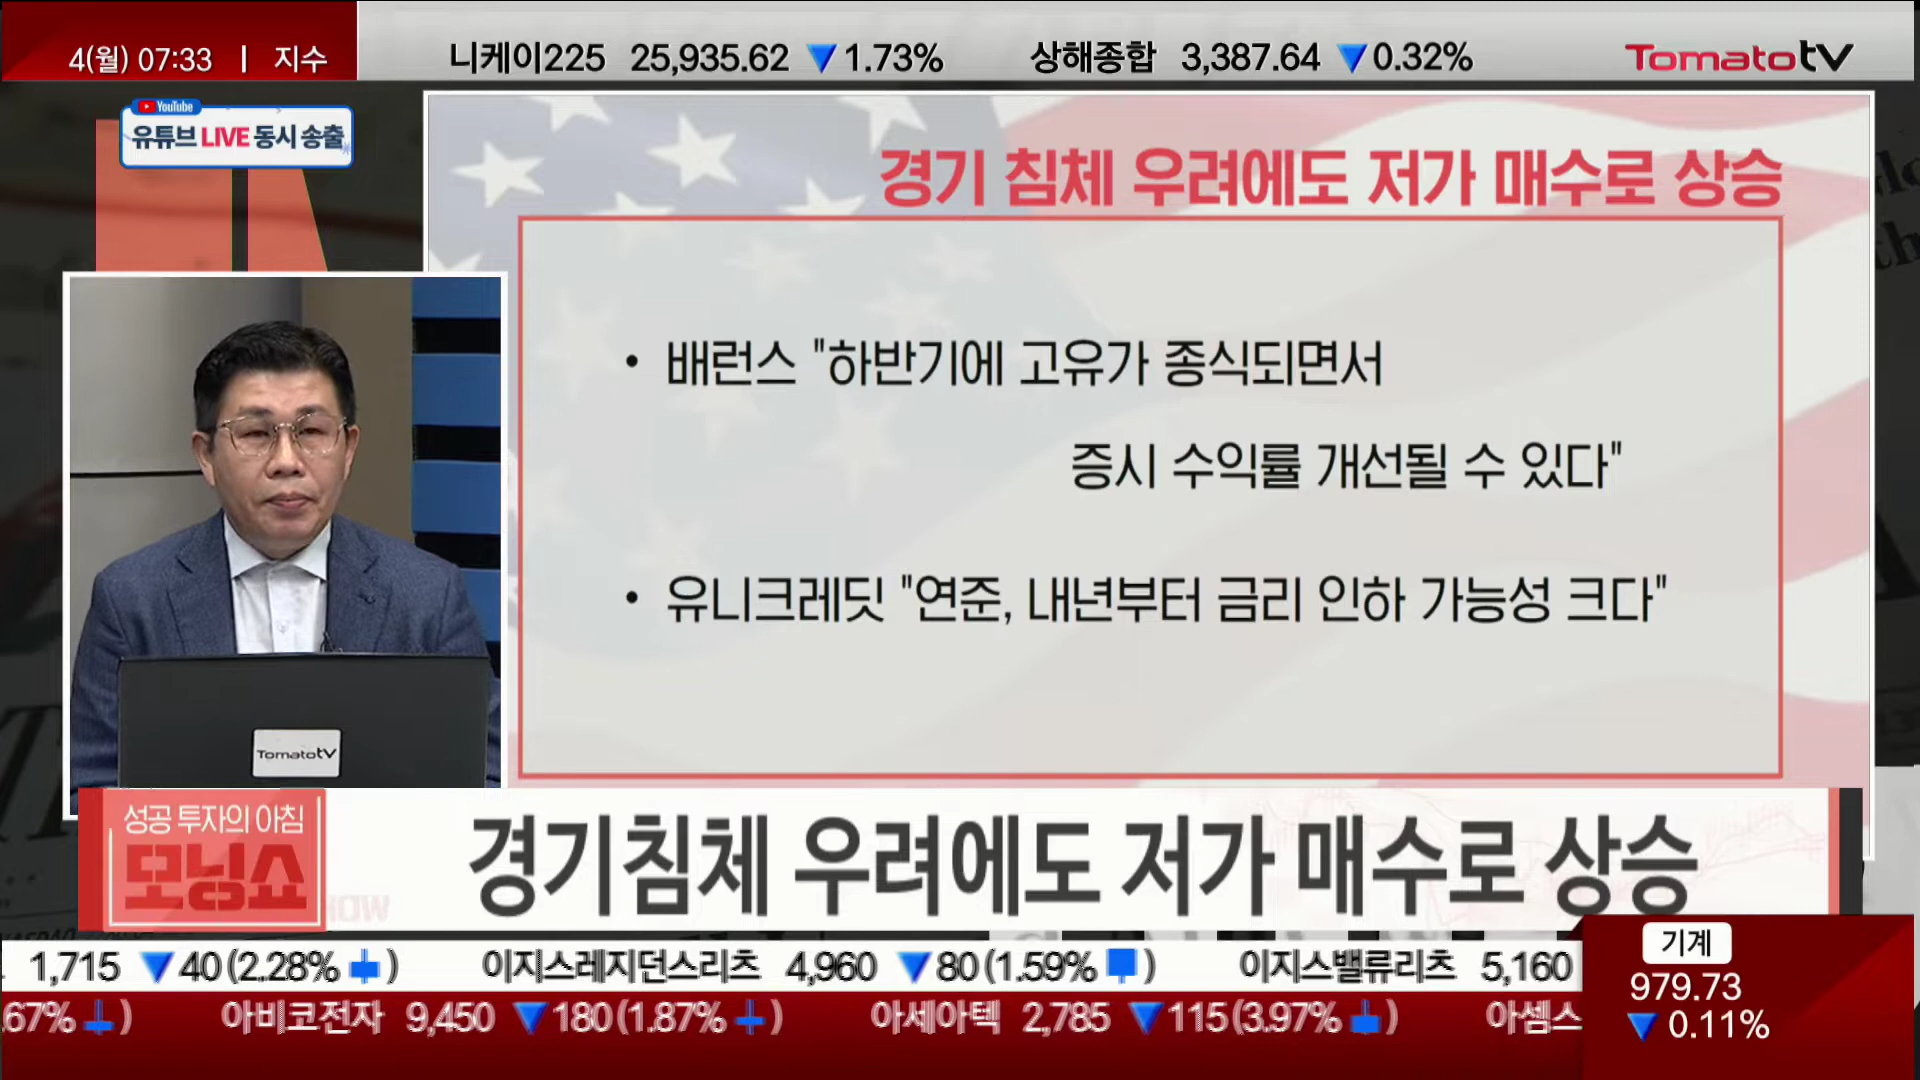 4(월) 07:33 | 지수
니케이225 25,935.62 ▼1.73% 상해종합 3,387.64 ▼0.32%
Tomatotv
YouTube
유튜브 LIVE 동시 송출
경기 침체 우려에도 저가 매수로 상승
• 배런스 "하반기에 고유가 종식되면서
증시 수익률 개선될 수 있다"
• 유니크레딧 "연준, 내년부터 금리 인하 가능성 크다"
Tomatotv
성공 투자의 아침
모닝쇼
경기침체 우려에도 저가 매수로 상승
1,715 ▼40(2.28%) 이지스레지던스리츠 4,960 ▼80(1.59%) 이지스밸류리츠 5,160
67%) 아비코전자 9,450 ▼180(1.87%) 아세아텍 2,785 ▼115(3.97%) 아셈스
기계
979.73
▼ 0.11%